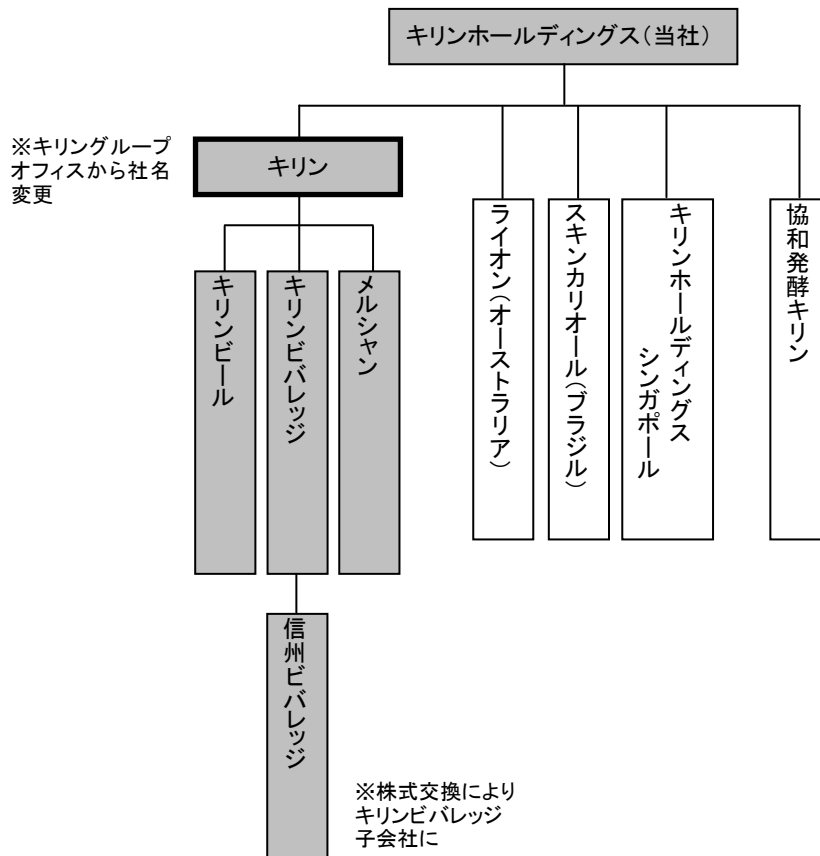 キリンホールディングス(当社)
※キリングループ
オフィスから社名
変更
キリン
キリンビール
キリンビバレッジ
メルシャン
ライオン(オーストラリア)
スキンカリオール(ブラジル)
キリンホールディングス
シンガポール
協和発酵キリン
信州ビバレッジ
※株式交換により
キリンビバレッジ
子会社に